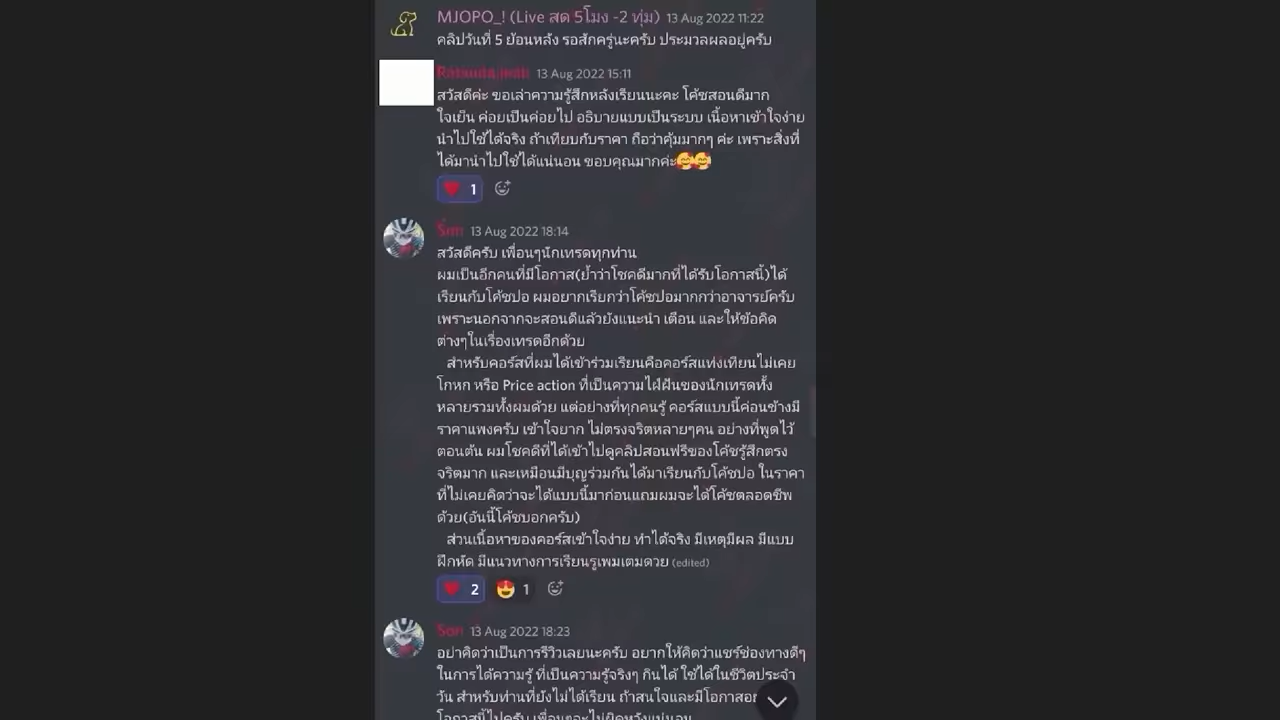 MJOPO_! (Live สด 5โมง -2 ทุ่ม) 13 Aug 2022 11:22
คลิปวันที่ 5 ย้อนหลัง รอสักครู่นะครับ ประมวลผลอยู่ครับ
13 Aug 2022 15:11
สวัสดีค่ะ ขอเล่าความรู้สึกหลังเรียนนะคะ โค้ชสอนดีมาก
ใจเย็น ค่อยเป็นค่อยไป อธิบายแบบเป็นระบบ เนื้อหาเข้าใจง่าย
นำไปใช้ได้จริง ถ้าเทียบกับราคา ถือว่าคุ้มมากๆ ค่ะ เพราะสิ่งที่
ได้มานำไปใช้ได้แน่นอน ขอบคุณมากค่ะ🥰🥰
❤ 1
13 Aug 2022 18:14
สวัสดีครับ เพื่อนๆนักเทรดทุกท่าน
ผมเป็นอีกคนที่มีโอกาส(ย้ำว่าโชคดีมากที่ได้รับโอกาสนี้)ได้
เรียนกับโค้ชปอ ผมอยากเรียกว่าโค้ชปอมากกว่าอาจารย์ครับ
เพราะนอกจากจะสอนดีแล้วยังแนะนำ เตือน และให้ข้อคิด
ต่างๆในเรื่องเทรดอีกด้วย
สำหรับคอร์สที่ผมได้เข้าร่วมเรียนคือคอร์สแท่งเทียนไม่เคย
โกหก หรือ Price action ที่เป็นความใฝ่ฝันของนักเทรดทั้ง
หลายรวมทั้งผมด้วย แต่อย่างที่ทุกคนรู้ คอร์สแบบนี้ค่อนข้างมี
ราคาแพงครับ เข้าใจยาก ไม่ตรงจริตหลายๆคน อย่างที่พูดไว้
ตอนต้น ผมโชคดีที่ได้เข้าไปดูคลิปสอนฟรีของโค้ชรู้สึกตรง
จริตมาก และเหมือนมีบุญร่วมกันได้มาเรียนกับโค้ชปอ ในราคา
ที่ไม่เคยคิดว่าจะได้แบบนี้มาก่อนแถมผมจะได้โค้ชตลอดชีพ
ด้วย(อันนี้โค้ชบอกครับ)
ส่วนเนื้อหาของคอร์สเข้าใจง่าย ทำได้จริง มีเหตุมีผล มีแบบ
ฝึกหัด มีแนวทางการเรียนรู้เพิ่มเติมด้วย (edited)
❤ 2 😍 1
13 Aug 2022 18:23
อย่าคิดว่าเป็นการรีวิวเลยนะครับ อยากให้คิดว่าแชร์ช่องทางดีๆ
ในการได้ความรู้ ที่เป็นความรู้จริงๆ กินได้ ใช้ได้ในชีวิตประจำ
วัน สำหรับท่านที่ยังไม่ได้เรียน ถ้าสนใจและมีโอกาส